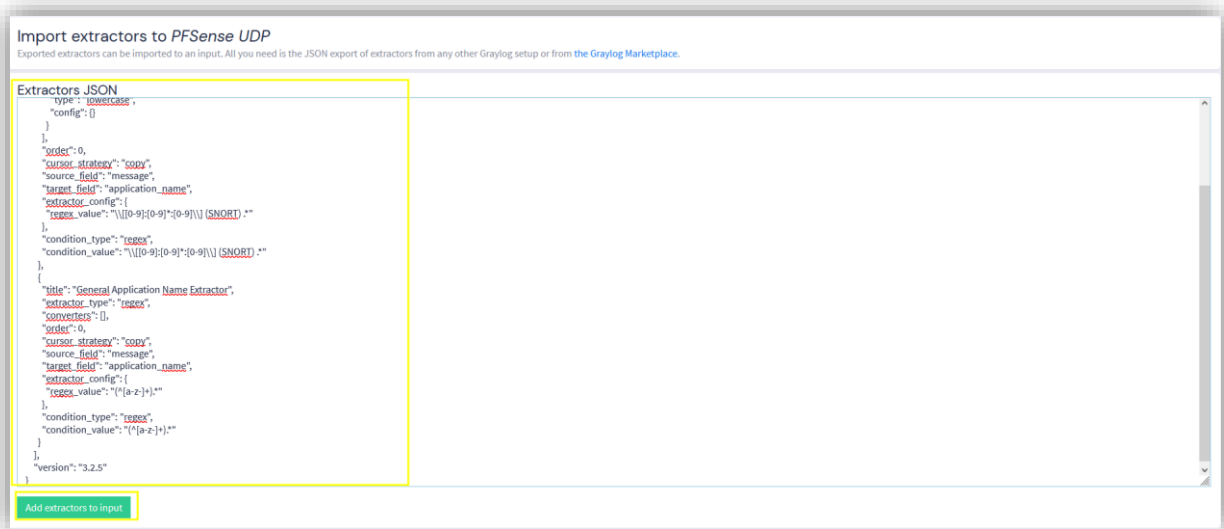 Import extractors to PFSense UDP
Exported extractors can be imported to an input. All you need is the JSON export of extractors from any other Graylog setup or from the Graylog Marketplace.
Extractors JSON
"type": "lowercase",
"config": {}
}
],
"order": 0,
"cursor_strategy": "copy",
"source_field": "message",
"target_field": "application_name",
"extractor_config": {
"regex_value": "\\[[0-9]:[0-9]*:[0-9]\\] (SNORT) .*"
},
"condition_type": "regex",
"condition_value": "\\[[0-9]:[0-9]*:[0-9]\\] (SNORT) .*"
},
{
"title": "General Application Name Extractor",
"extractor_type": "regex",
"converters": [],
"order": 0,
"cursor_strategy": "copy",
"source_field": "message",
"target_field": "application_name",
"extractor_config": {
"regex_value": "(^[a-z-]+).*"
},
"condition_type": "regex",
"condition_value": "(^[a-z-]+).*"
}
],
"version": "3.2.5"
}
Add extractors to input